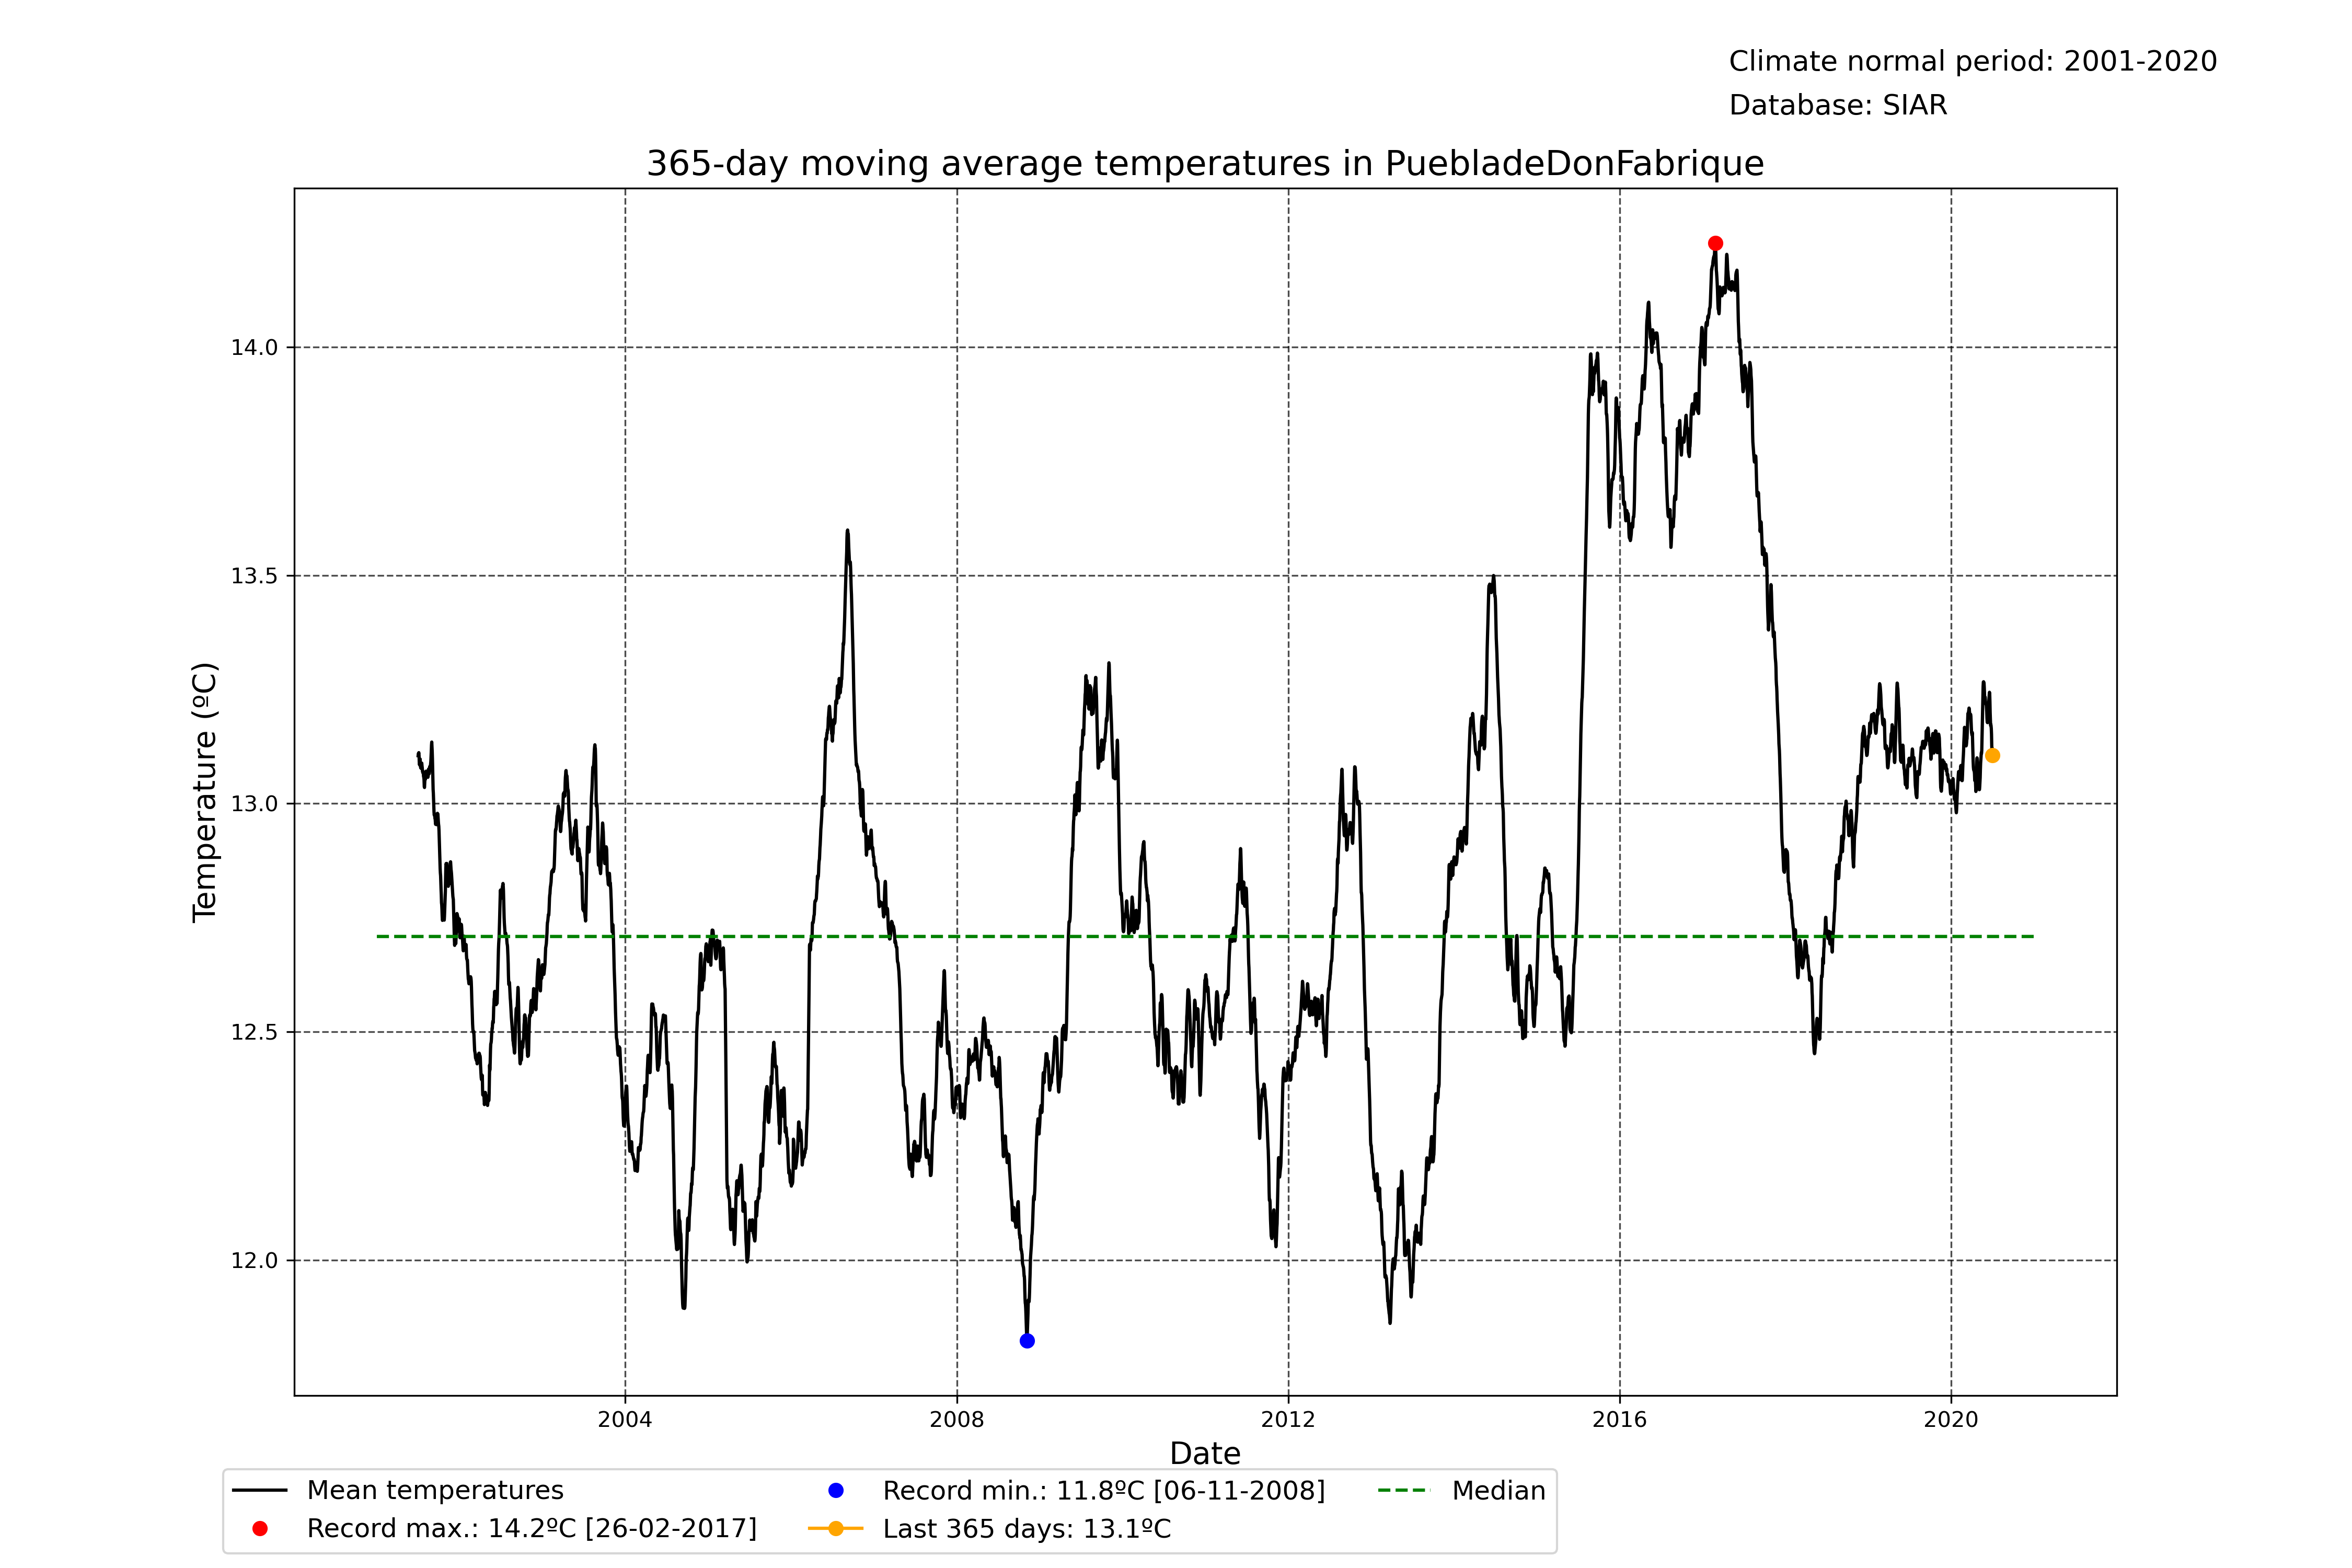 Climate normal period: 2001-2020
Database: SIAR
365-day moving average temperatures in PuebladeDonFabrique
14.0
13.5
13.0
12.5
12.0
Temperature (ºC)
2004 2008 2012 2016 2020
Date
Mean temperatures
Record max.: 14.2ºC [26-02-2017]
Record min.: 11.8ºC [06-11-2008]
Last 365 days: 13.1ºC
Median